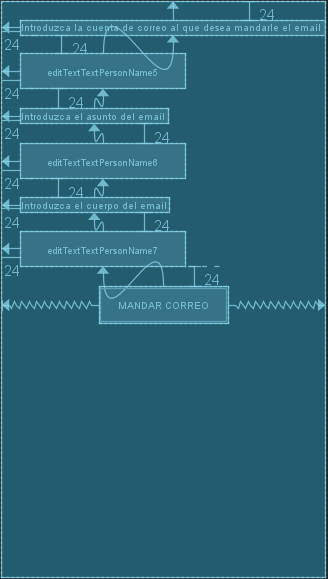 24
Introduzca la cuenta de correo al que desea mandarle el email
24
24
editTextTextPersonName5
24
24
Introduzca el asunto del email
24
24
editTextTextPersonName6
24
24
Introduzca el cuerpo del email
24
24
editTextTextPersonName7
24
24
MANDAR CORREO